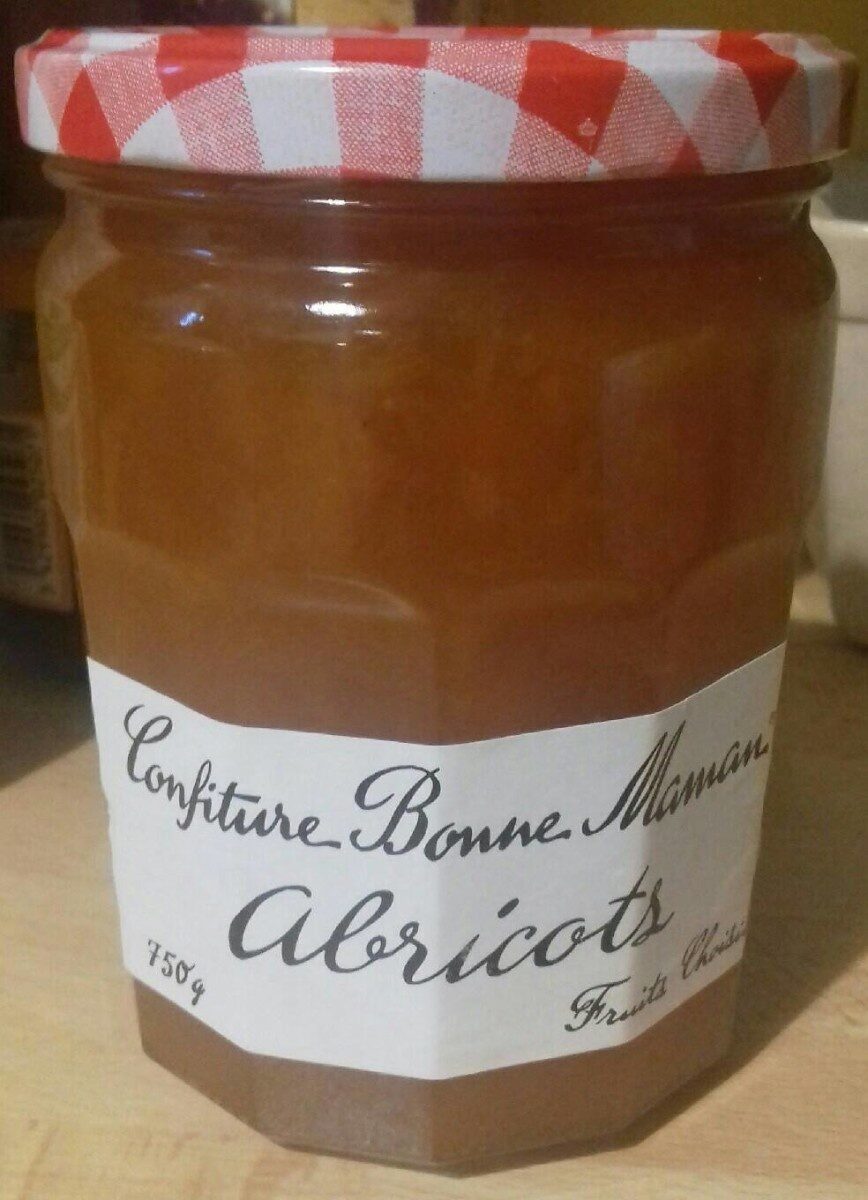 Confiture Bonne Maman
Abricots
750g
Fruits